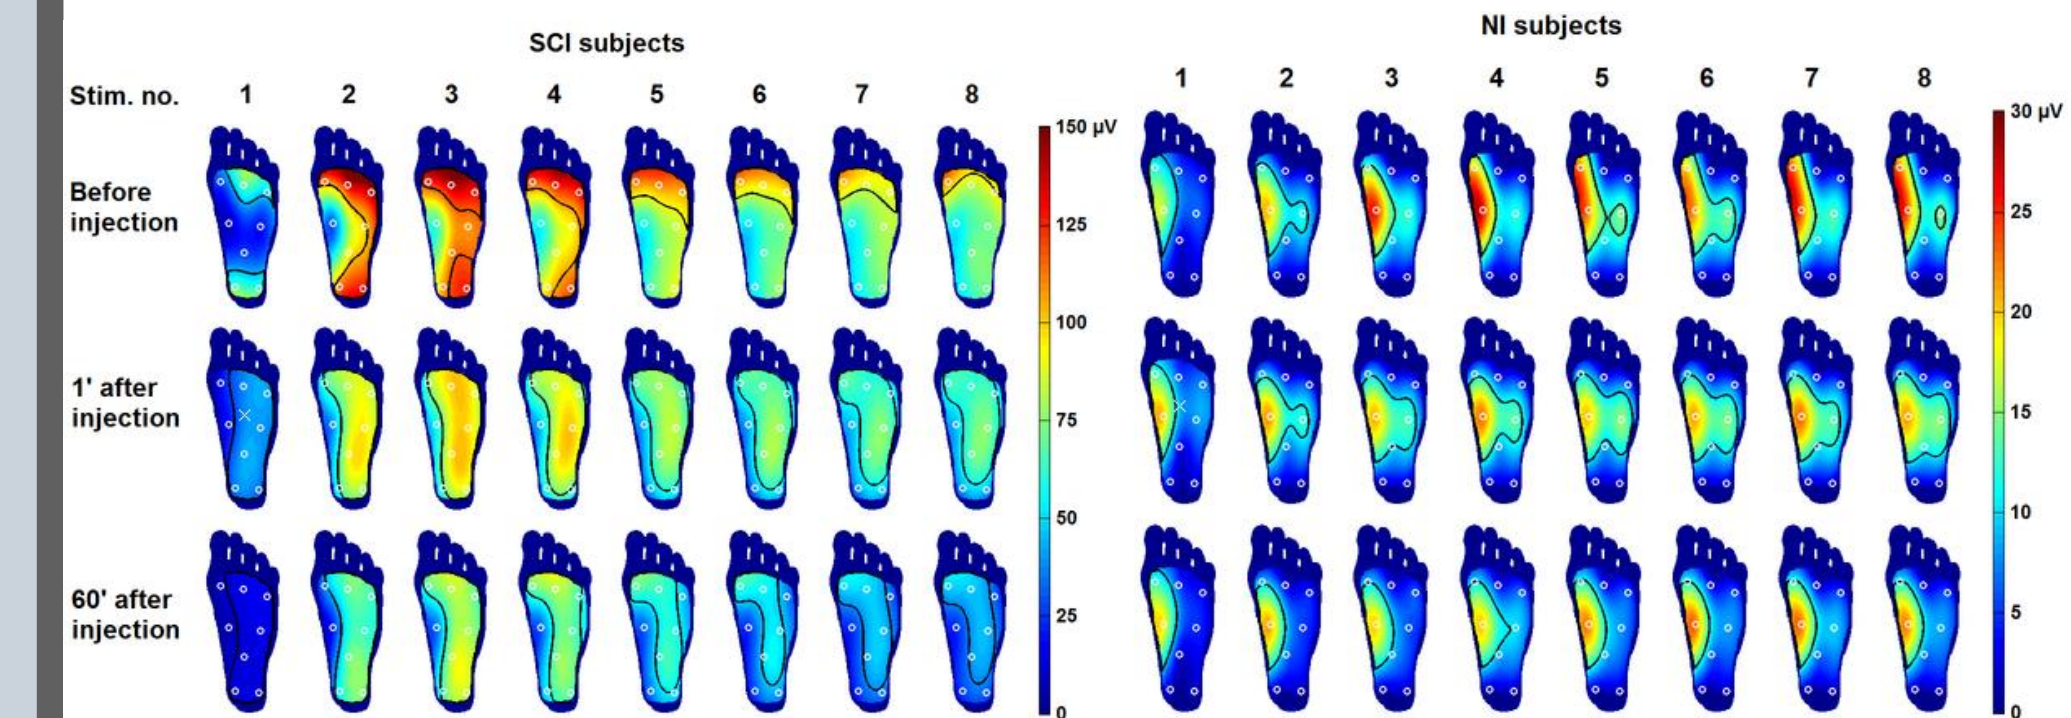 SCI subjects
NI subjects
Stim. no. 1 2 3 4 5 6 7 8
1 2 3 4 5 6 7 8
Before
injection
1' after
injection
60' after
injection
150 µV
125
100
75
50
25
0
30 µV
25
20
15
10
5
0